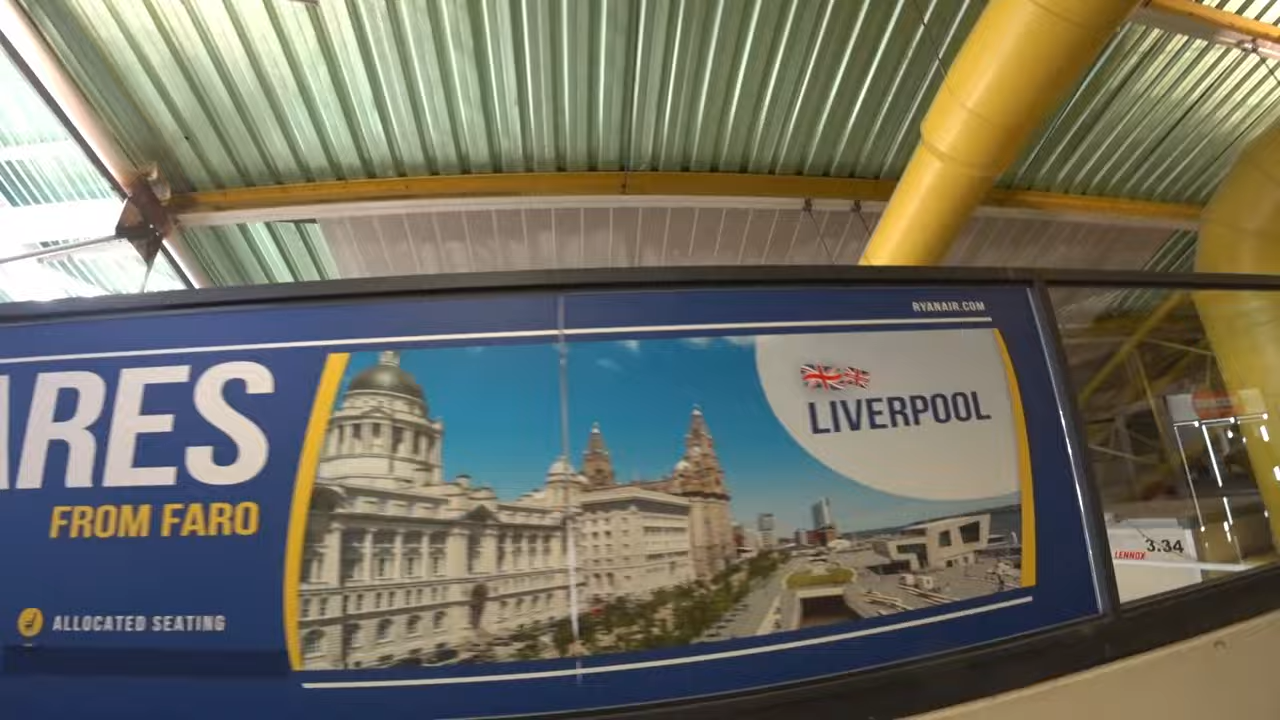 RYANAIR.COM
ARES
FROM FARO
ALLOCATED SEATING
LIVERPOOL
LENNOX 3.34